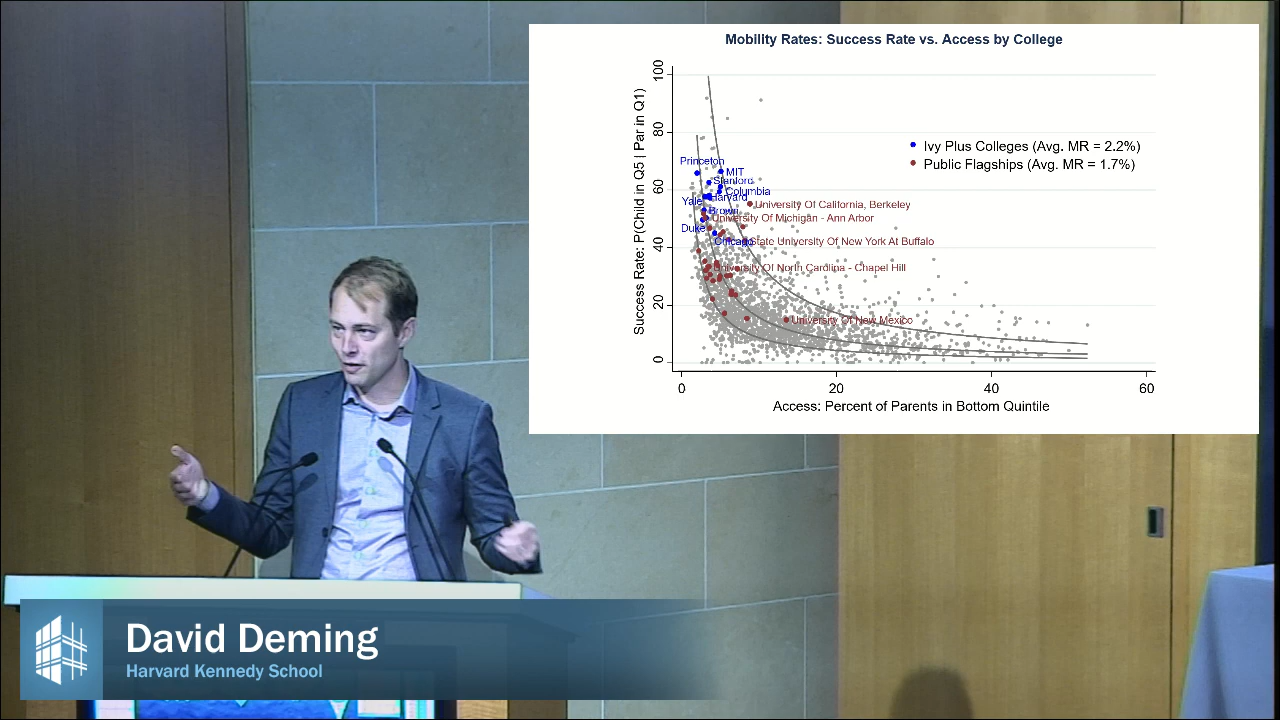 Mobility Rates: Success Rate vs. Access by College
Success Rate: P(Child in Q5 | Par in Q1)
100
80
60
40
20
0
Ivy Plus Colleges (Avg. MR = 2.2%)
Public Flagships (Avg. MR = 1.7%)
Princeton
MIT
Stanford
Columbia
Harvard
Yale
University Of California, Berkeley
Brown
University Of Michigan - Ann Arbor
Duke
Chicago
State University Of New York At Buffalo
University Of North Carolina - Chapel Hill
University Of New Mexico
0 20 40 60
Access: Percent of Parents in Bottom Quintile
David Deming
Harvard Kennedy School